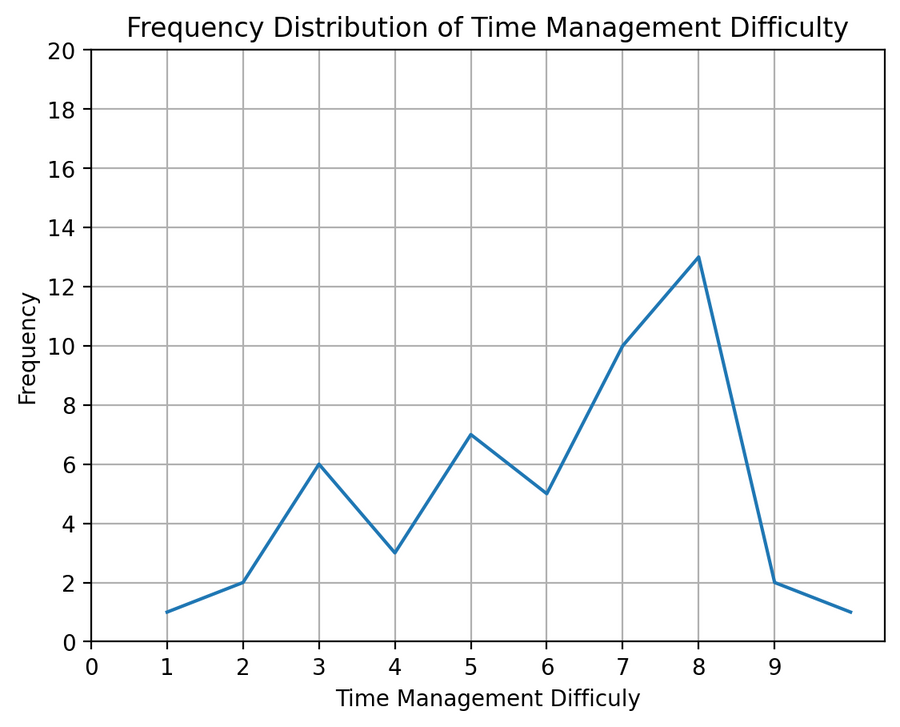 Frequency Distribution of Time Management Difficulty
20
18
16
14
12
10
8
6
4
2
0
Frequency
0 1 2 3 4 5 6 7 8 9
Time Management Difficuly